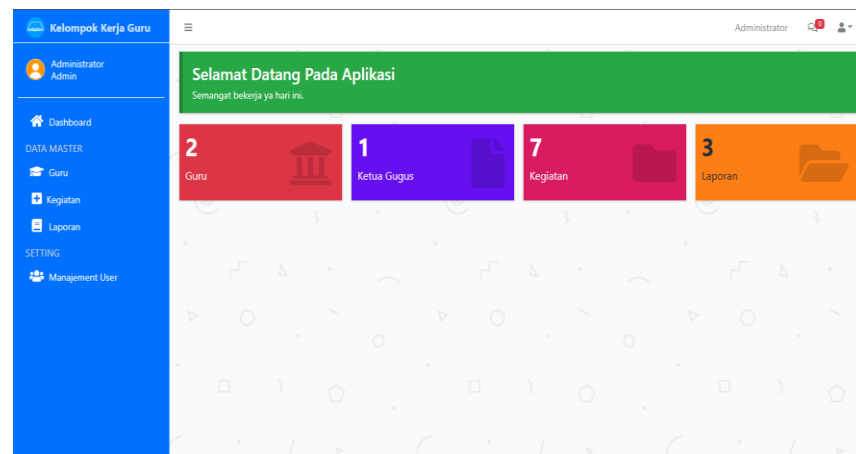 Kelompok Kerja Guru
Administrator
0
Administrator
Admin
Dashboard
DATA MASTER
Guru
Kegiatan
Laporan
SETTING
Manajement User
Selamat Datang Pada Aplikasi
Semangat bekerja ya hari ini.
2
Guru
1
Ketua Gugus
7
Kegiatan
3
Laporan